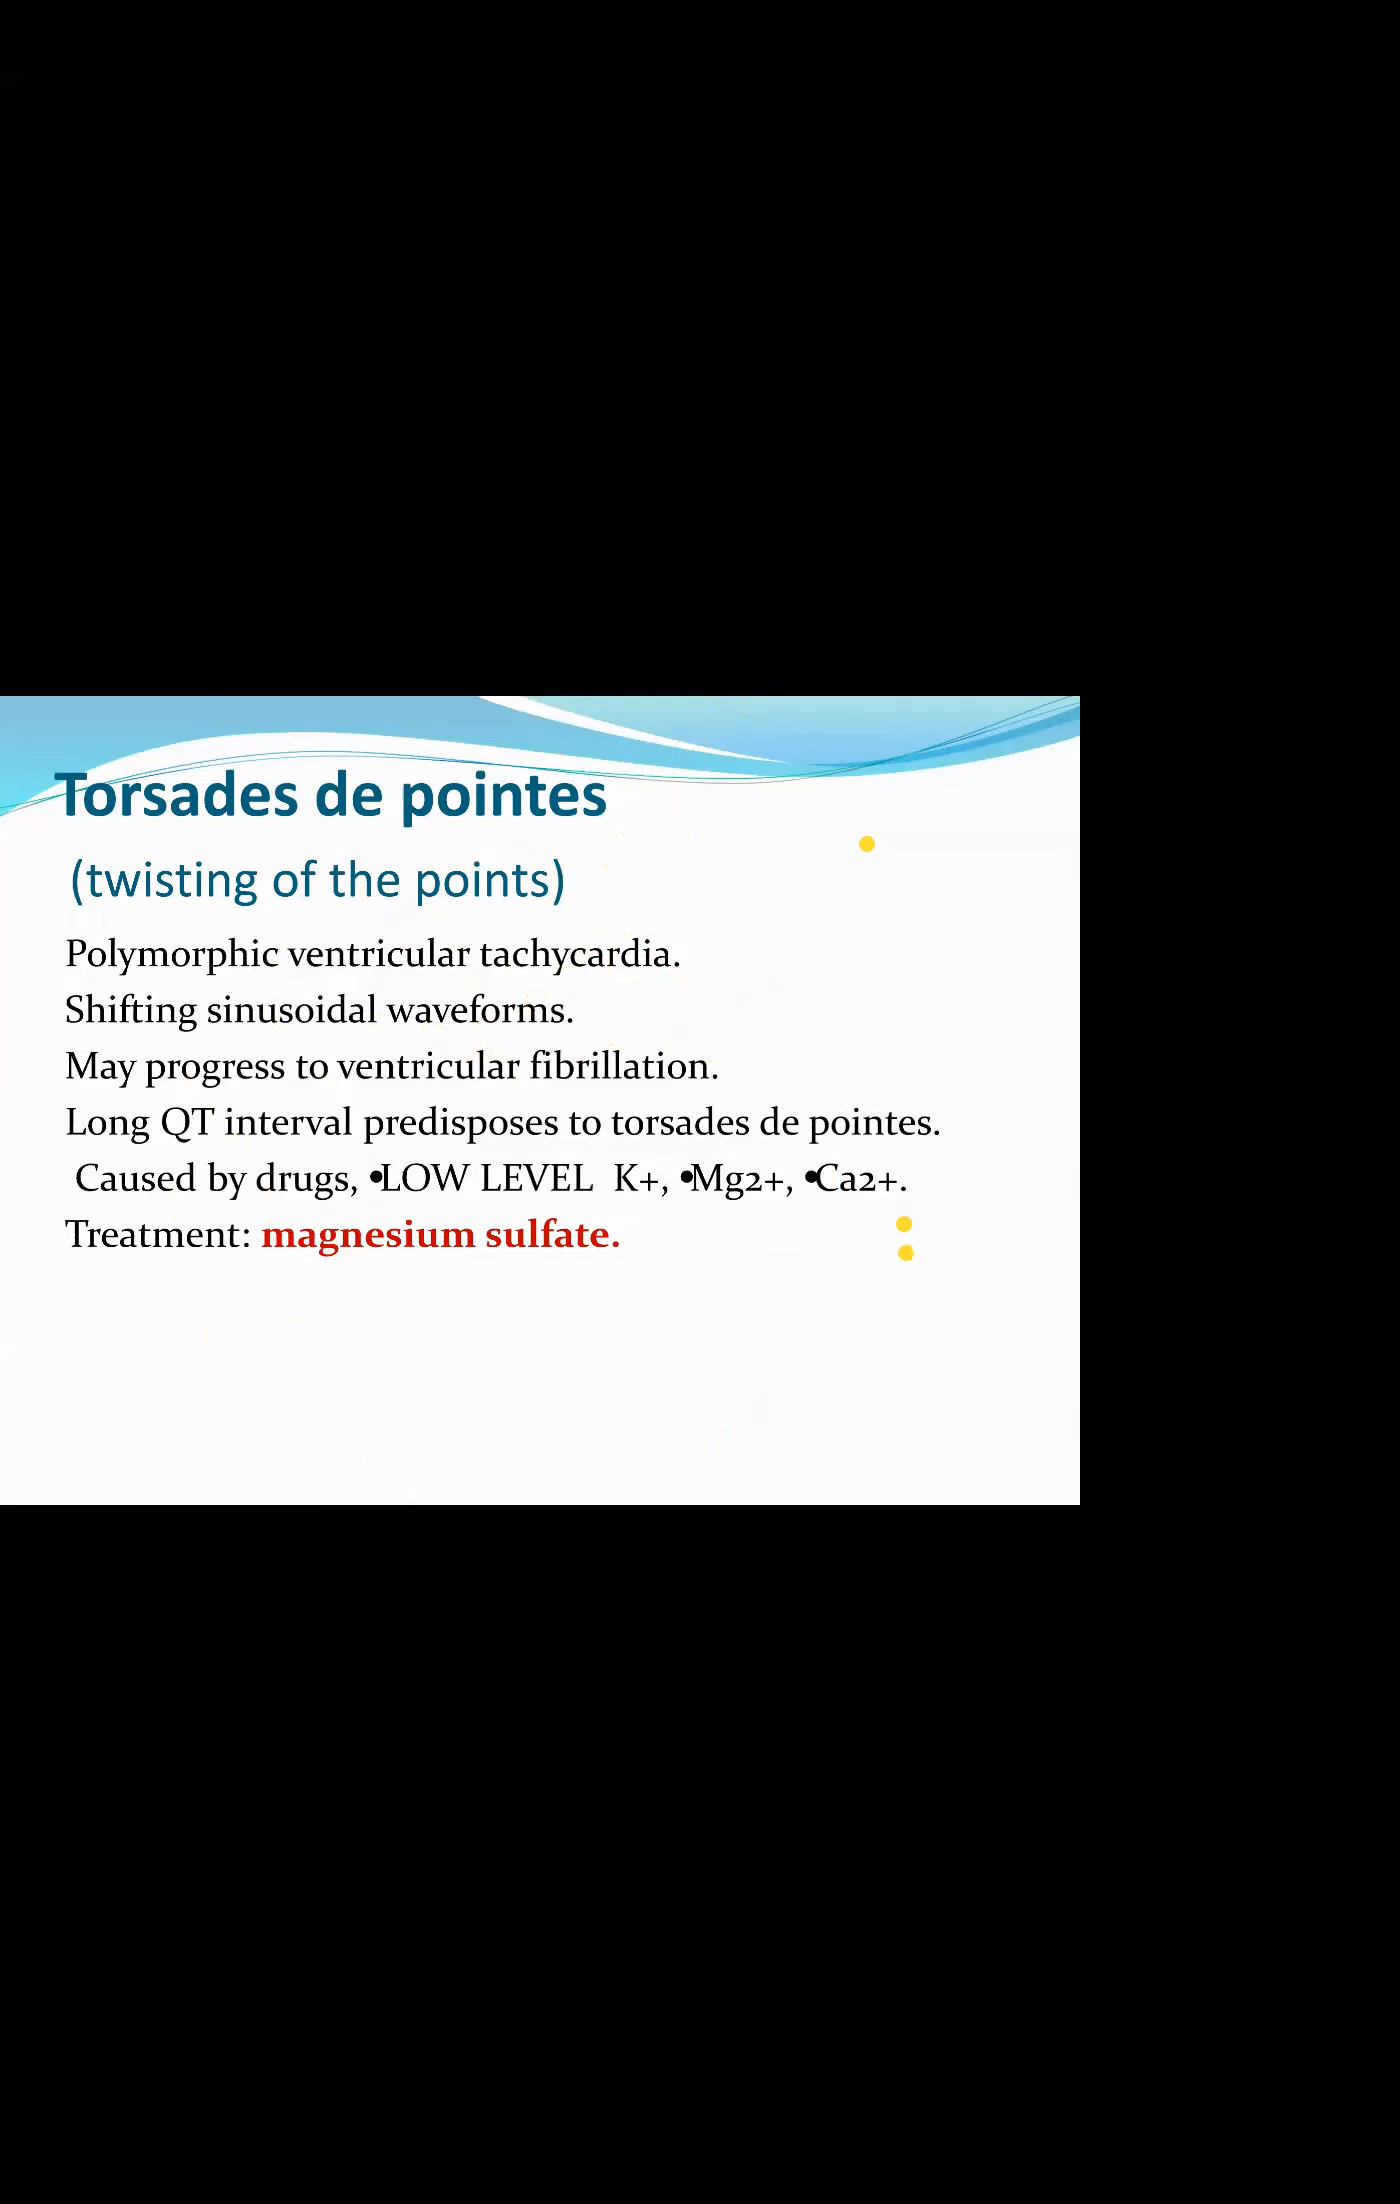 Torsades de pointes
(twisting of the points)
Polymorphic ventricular tachycardia.
Shifting sinusoidal waveforms.
May progress to ventricular fibrillation.
Long QT interval predisposes to torsades de pointes.
Caused by drugs, •LOW LEVEL K+, •Mg2+, •Ca2+.
Treatment: magnesium sulfate.